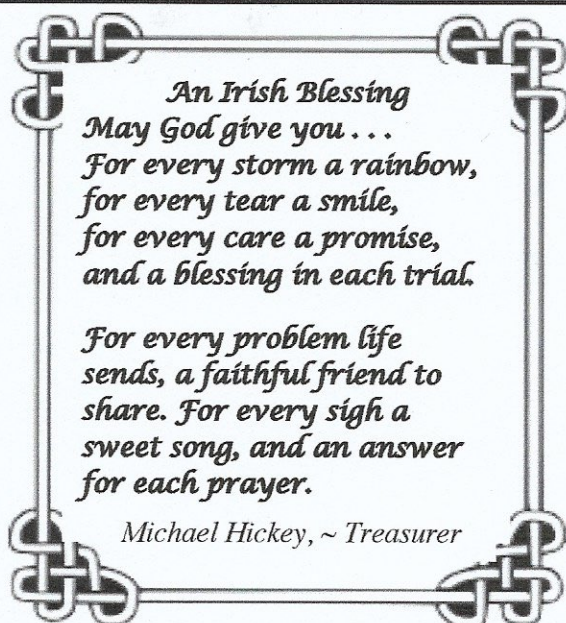 An Irish Blessing
May God give you . . .
For every storm a rainbow,
for every tear a smile,
for every care a promise,
and a blessing in each trial.
For every problem life
sends, a faithful friend to
share. For every sigh a
sweet song, and an answer
for each prayer.
Michael Hickey, ~ Treasurer